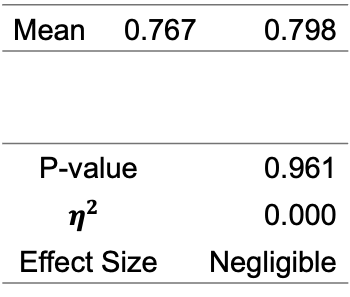 Mean 0.767 0.798
P-value 0.961
η² 0.000
Effect Size Negligible